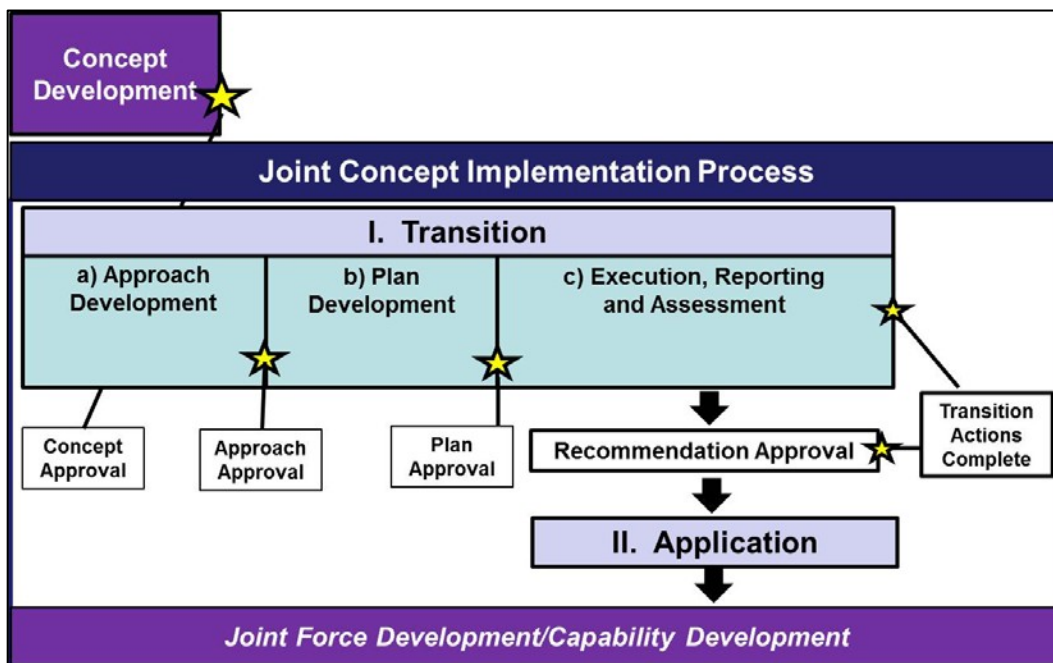 Concept
Development
Joint Concept Implementation Process
I. Transition
a) Approach
Development
b) Plan
Development
c) Execution, Reporting
and Assessment
Concept
Approval
Approach
Approval
Plan
Approval
Recommendation Approval
Transition
Actions
Complete
II. Application
Joint Force Development/Capability Development